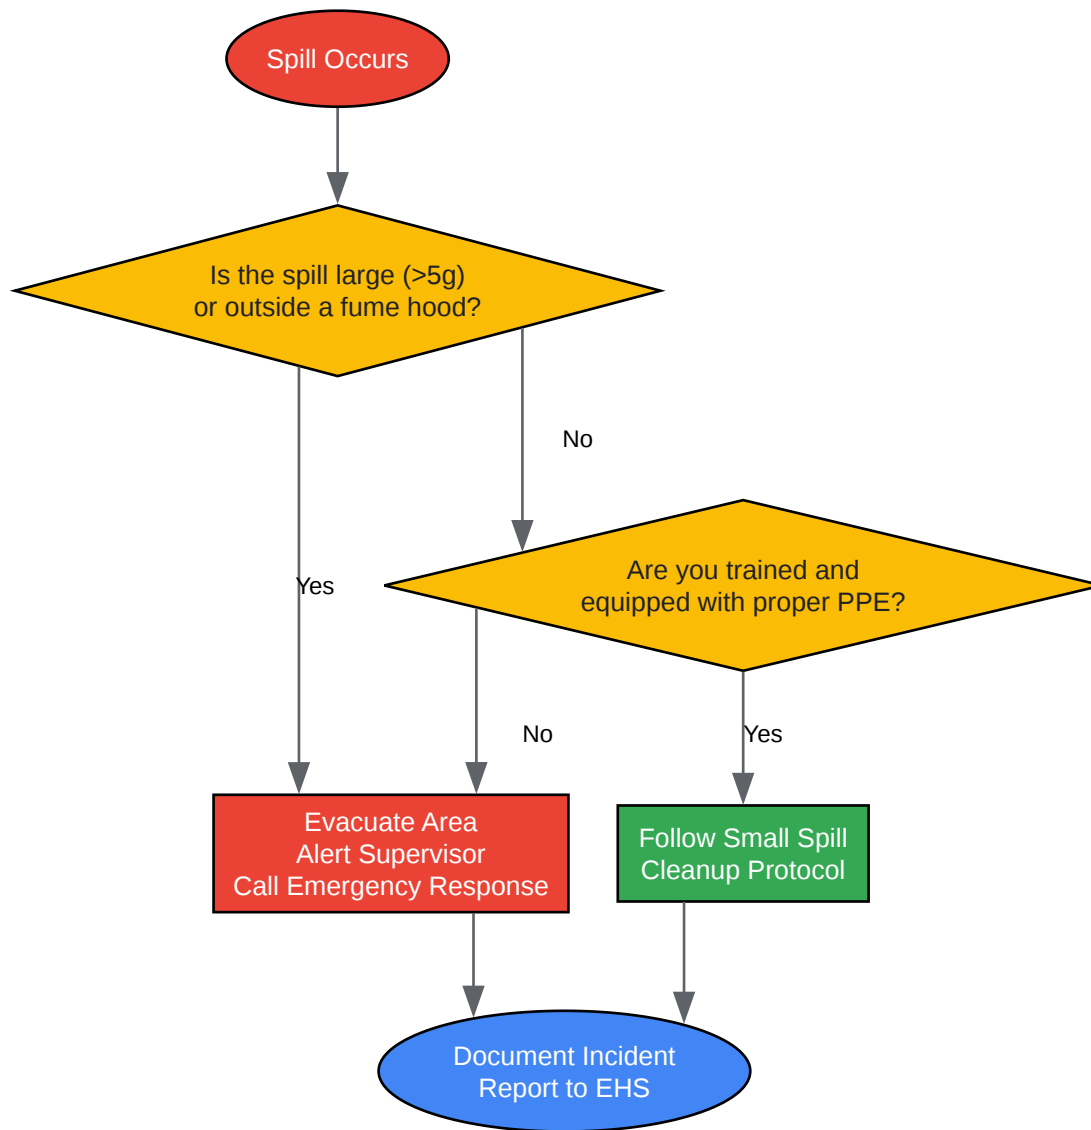 Spill Occurs
Is the spill large (>5g)
or outside a fume hood?
No
Yes
Are you trained and
equipped with proper PPE?
No
Yes
Evacuate Area
Alert Supervisor
Call Emergency Response
Follow Small Spill
Cleanup Protocol
Document Incident
Report to EHS